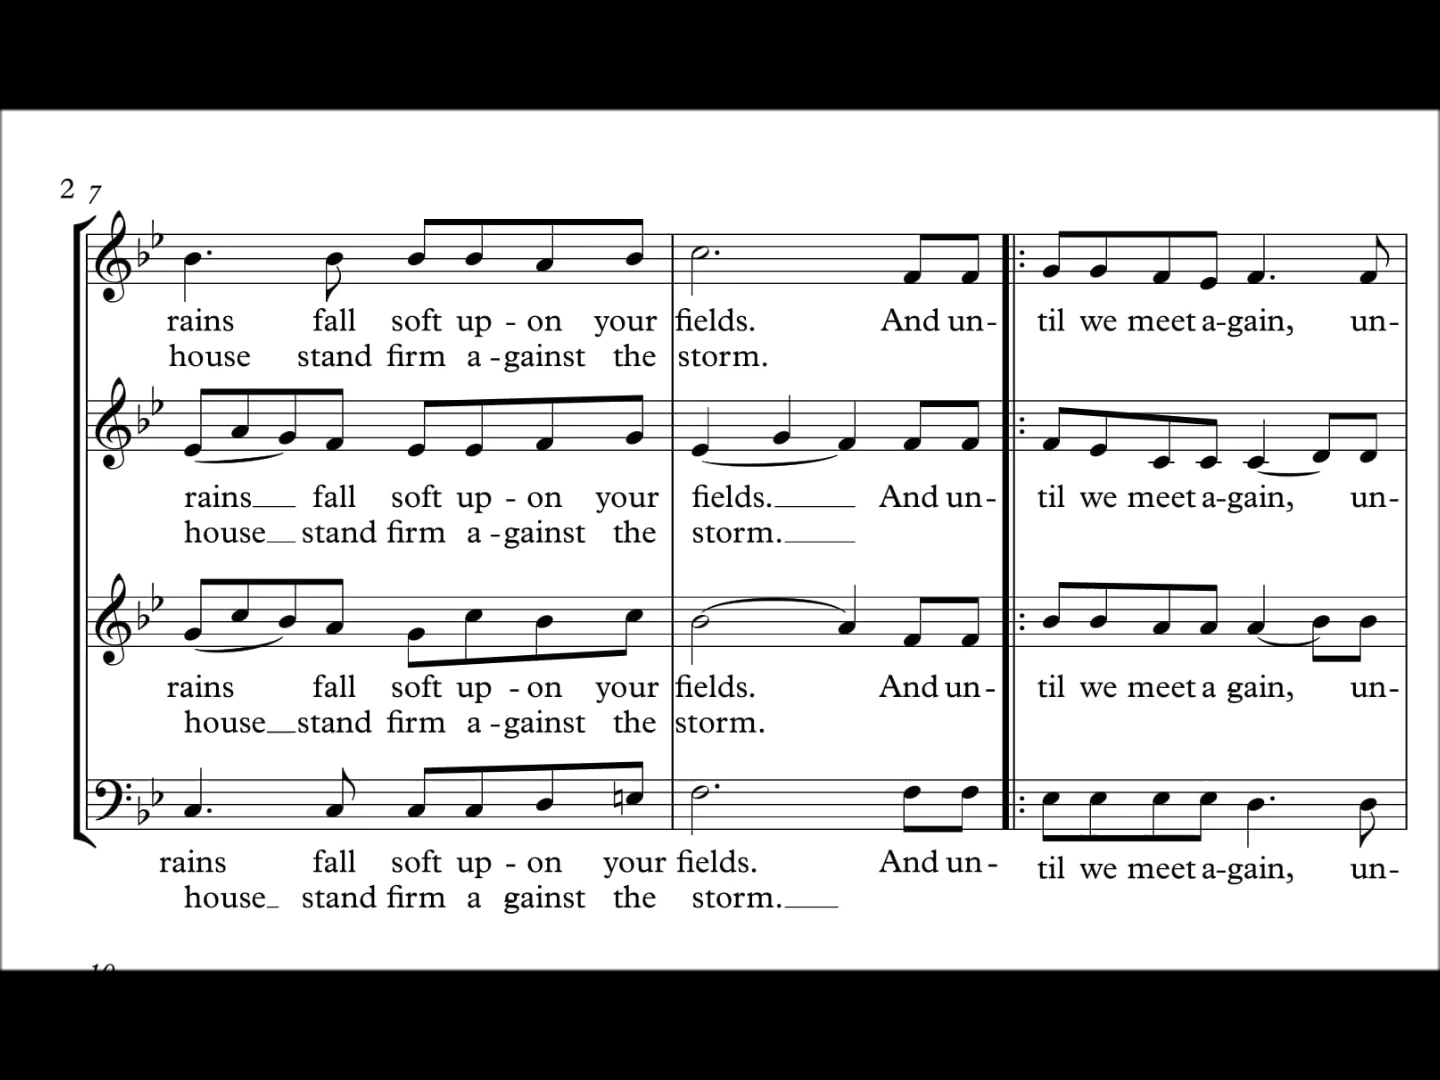 2 7
rains fall soft up - on your fields. And un - til we meet a-gain, un-
house stand firm a - gainst the storm.
rains fall soft up - on your fields. And un - til we meet a-gain, un-
house stand firm a - gainst the storm.
rains fall soft up - on your fields. And un - til we meet a gain, un-
house stand firm a - gainst the storm.
rains fall soft up - on your fields. And un - til we meet a-gain, un-
house stand firm a gainst the storm.